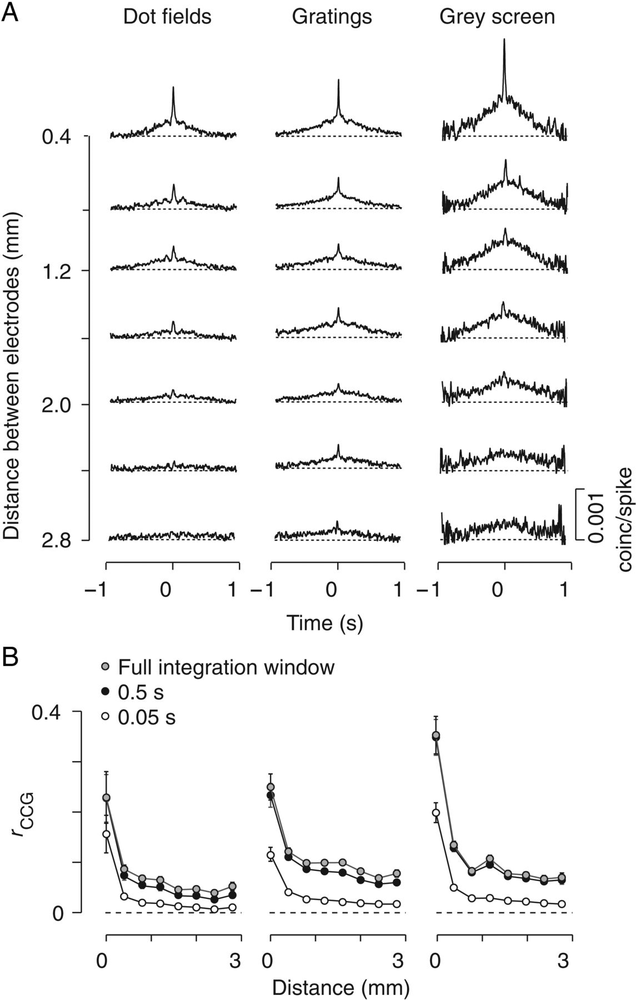 A
Dot fields
Gratings
Grey screen
Distance between electrodes (mm)
0.4
1.2
2.0
2.8
0.001
coinc/spike
−1 0 1
−1 0 1
−1 0 1
Time (s)
B
Full integration window
0.5 s
0.05 s
rCCG
0.4
0
0 3
0 3
0 3
Distance (mm)